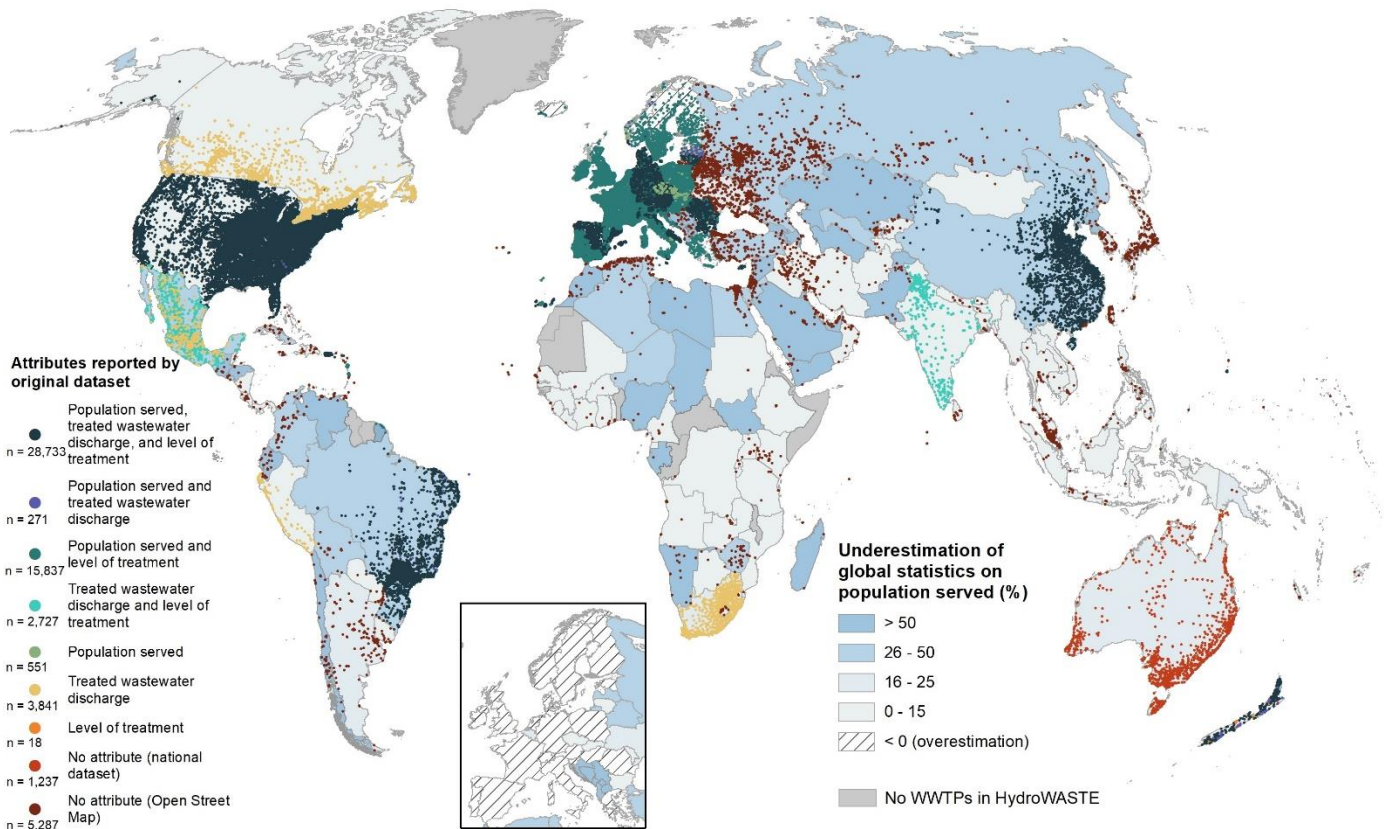 Attributes reported by
original dataset
Population served,
treated wastewater
discharge, and level of
treatment
n = 28,733
Population served and
treated wastewater
discharge
n = 271
Population served and
level of treatment
n = 15,837
Treated wastewater
discharge and level of
treatment
n = 2,727
Population served
n = 551
Treated wastewater
discharge
n = 3,841
Level of treatment
n = 18
No attribute (national
dataset)
n = 1,237
No attribute (Open Street
Map)
n = 5,287
Underestimation of
global statistics on
population served (%)
> 50
26 - 50
16 - 25
0 - 15
< 0 (overestimation)
No WWTPs in HydroWASTE